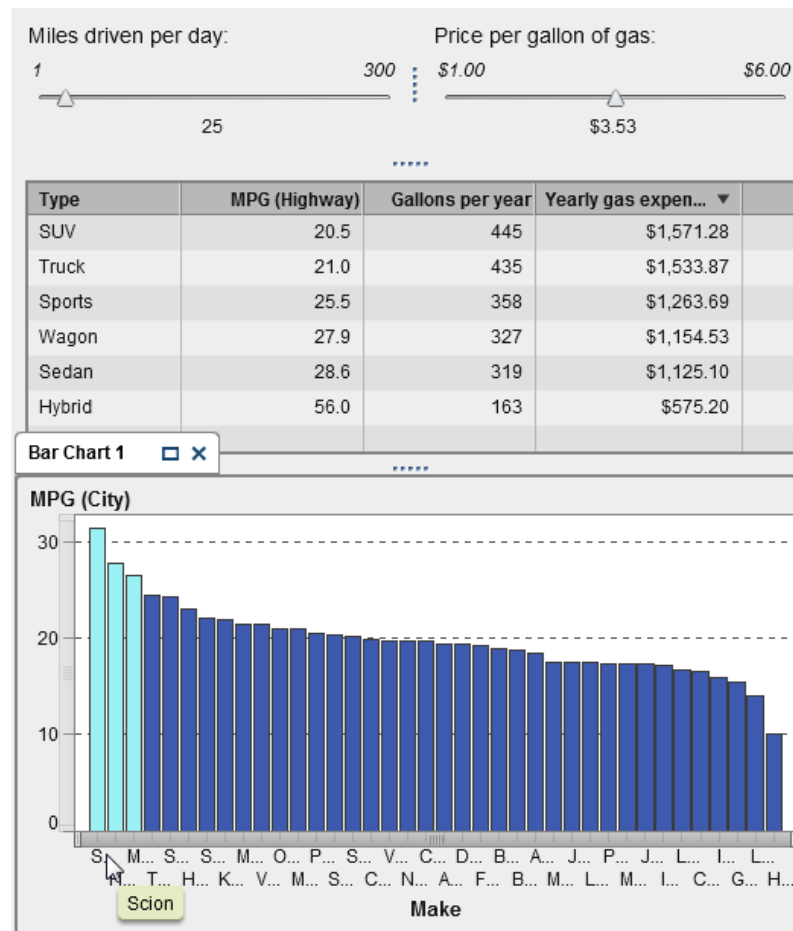 Miles driven per day: Price per gallon of gas:
1 300 $1.00 $6.00
25 $3.53
Type MPG (Highway) Gallons per year Yearly gas expen...
SUV 20.5 445 $1,571.28
Truck 21.0 435 $1,533.87
Sports 25.5 358 $1,263.69
Wagon 27.9 327 $1,154.53
Sedan 28.6 319 $1,125.10
Hybrid 56.0 163 $575.20
Bar Chart 1
MPG (City)
30
20
10
0
S... M... S... S... M... O... P... S... V... C... D... B... A... J... P... J... L... I... L...
T... H... K... V... M... S... C... N... A... F... B... M... L... M... I... C... G... H...
Scion
Make